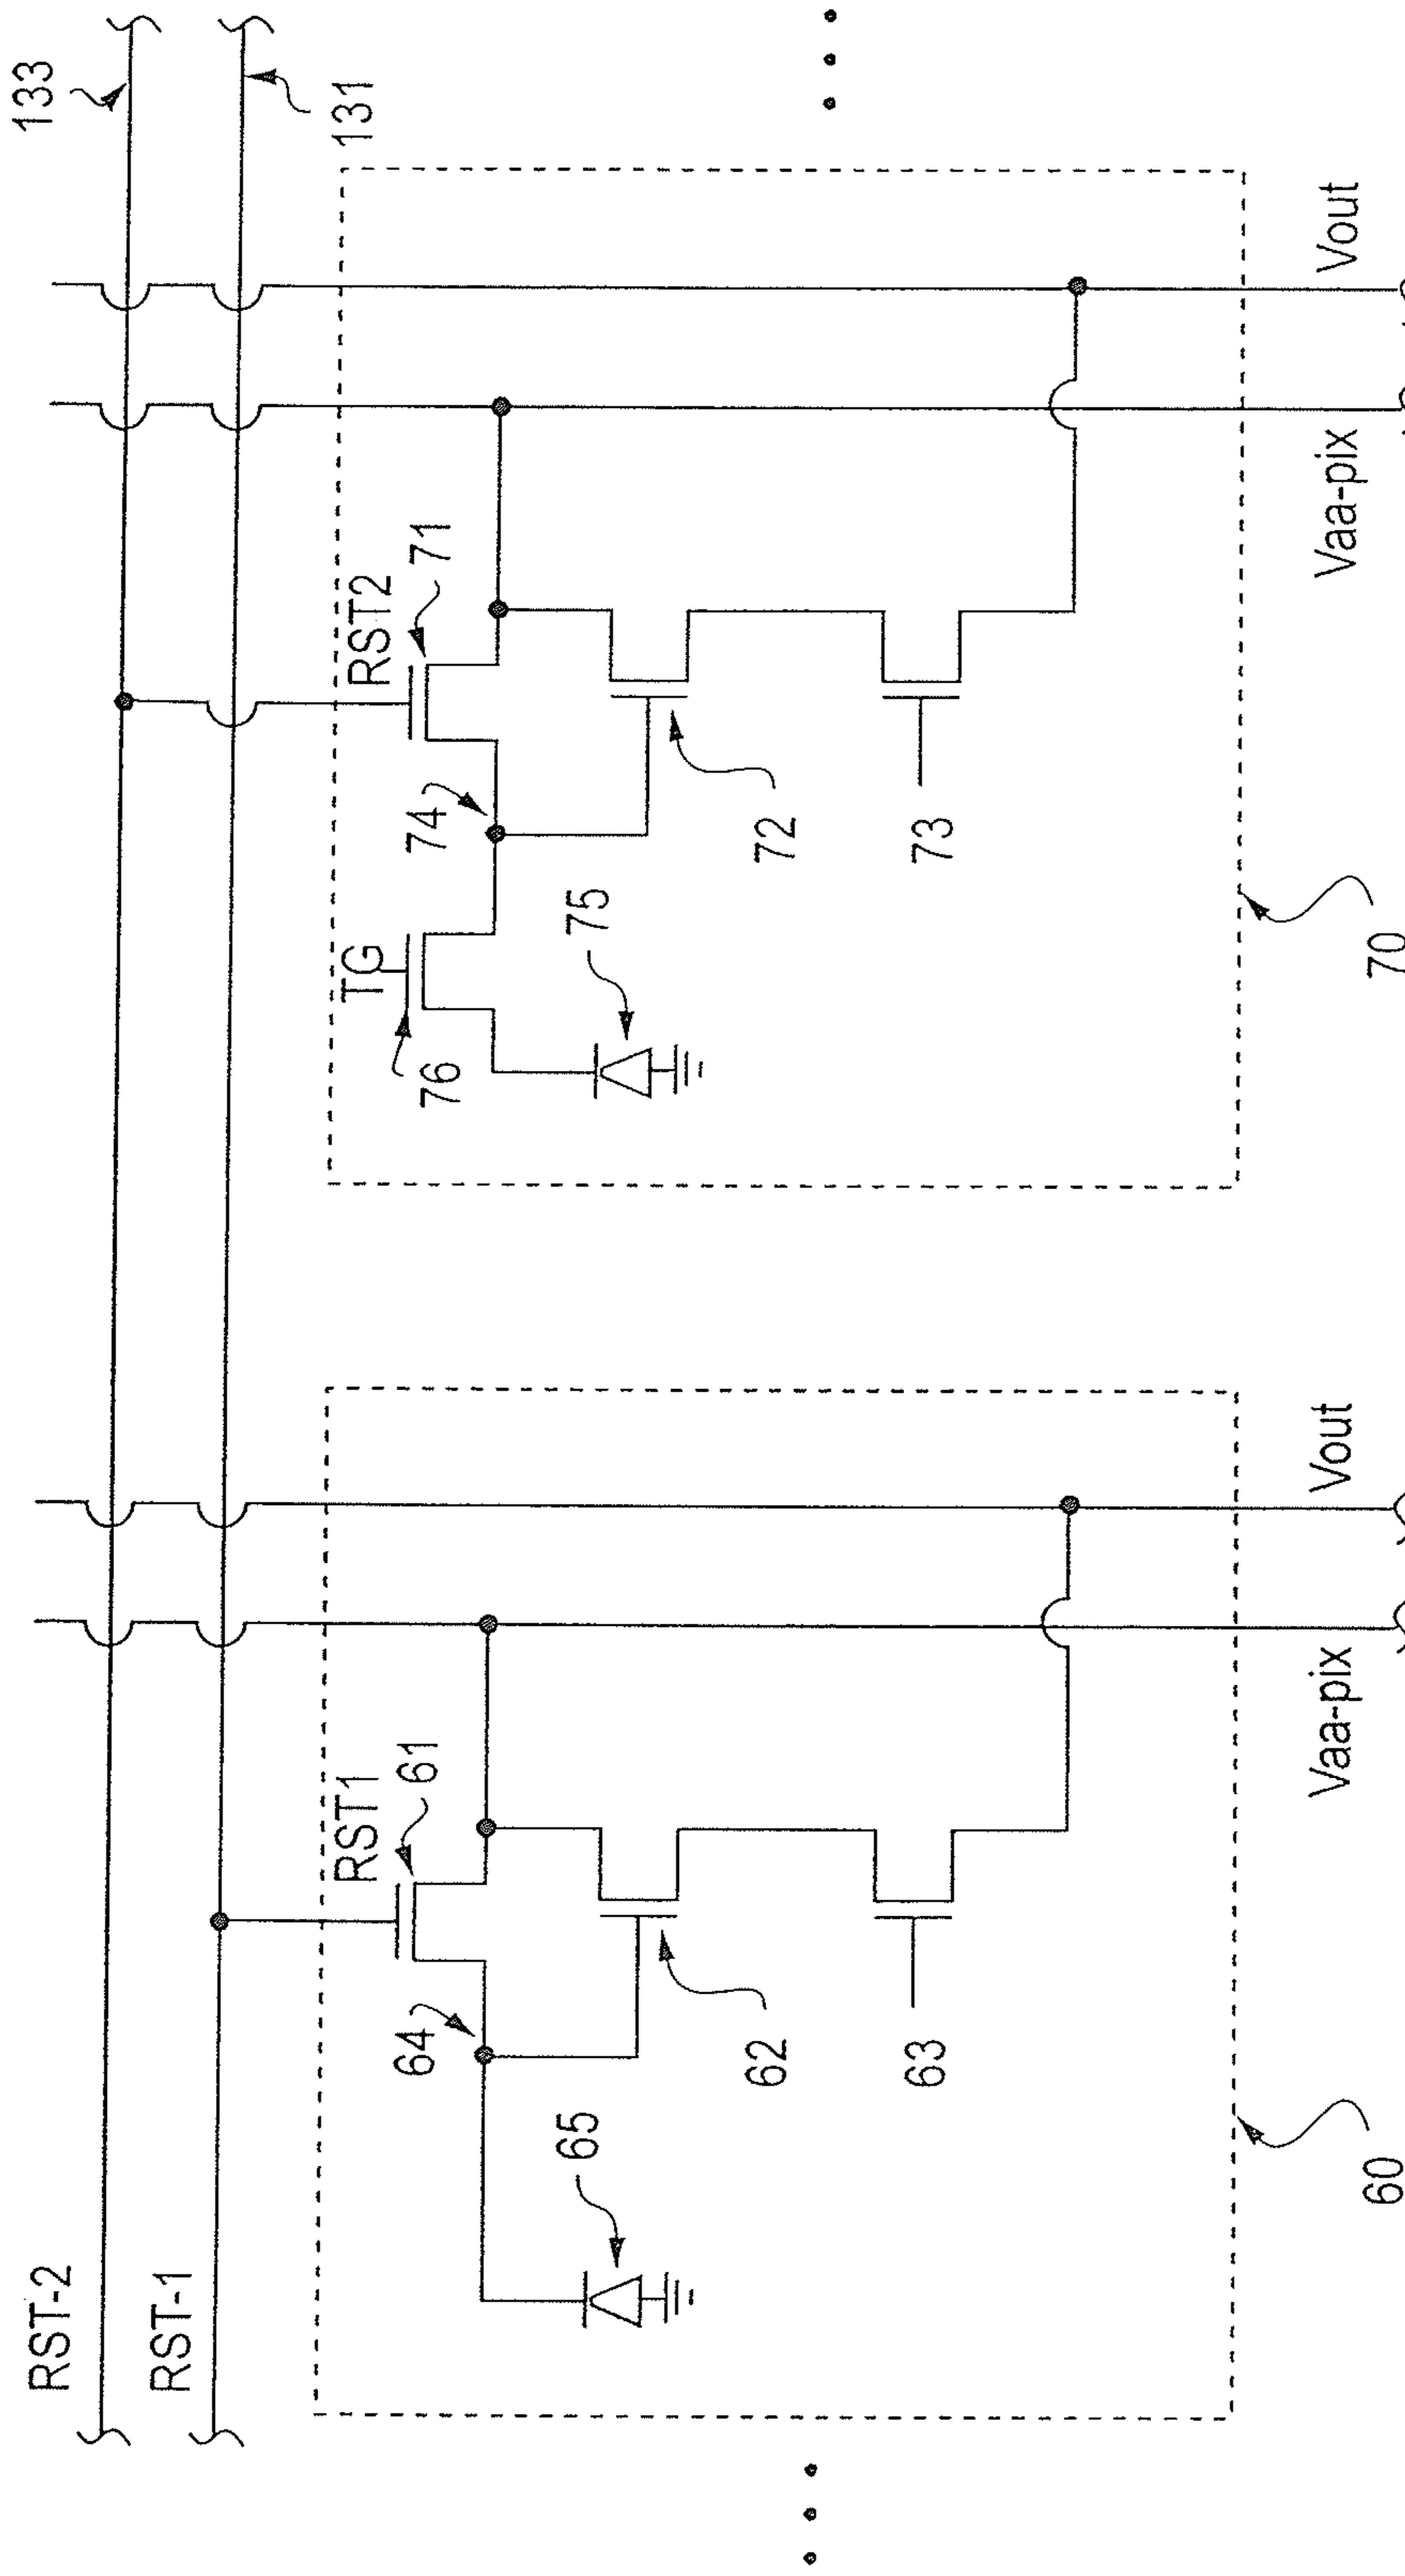 RST-2
RST-1
133
131
RST1
61
64
65
62
63
60
Vaa-pix
Vout
RST2
71
TG
76
74
75
72
73
70
Vaa-pix
Vout